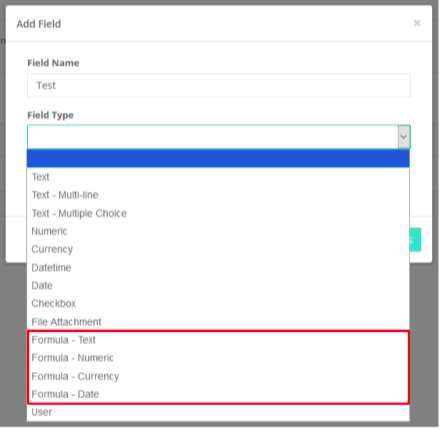 Add Field
×
Field Name
Test
Field Type
Text
Text - Multi-line
Text - Multiple Choice
Numeric
Currency
Datetime
Date
Checkbox
File Attachment
Formula - Text
Formula - Numeric
Formula - Currency
Formula - Date
User